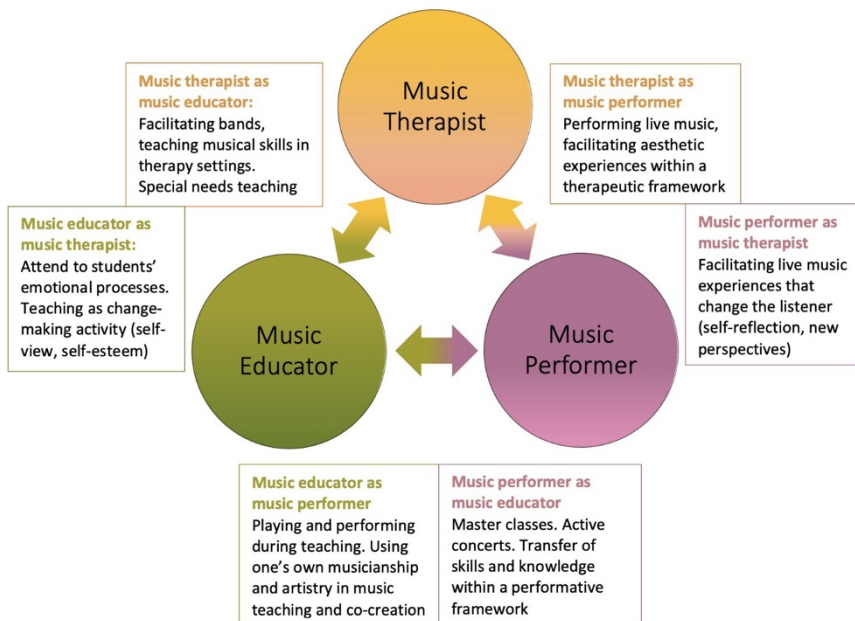 Music
Therapist
Music therapist as
music educator:
Facilitating bands,
teaching musical skills in
therapy settings.
Special needs teaching
Music therapist as
music performer
Performing live music,
facilitating aesthetic
experiences within a
therapeutic framework
Music educator as
music therapist:
Attend to students'
emotional processes.
Teaching as change-
making activity (self-
view, self-esteem)
Music performer as
music therapist
Facilitating live music
experiences that
change the listener
(self-reflection, new
perspectives)
Music
Educator
Music
Performer
Music educator as
music performer
Playing and performing
during teaching. Using
one's own musicianship
and artistry in music
teaching and co-creation
Music performer as
music educator
Master classes. Active
concerts. Transfer of
skills and knowledge
within a performative
framework